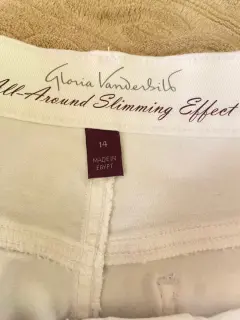 Gloria Vanderbilt
All-Around Slimming Effect
14
MADE IN
EGYPT